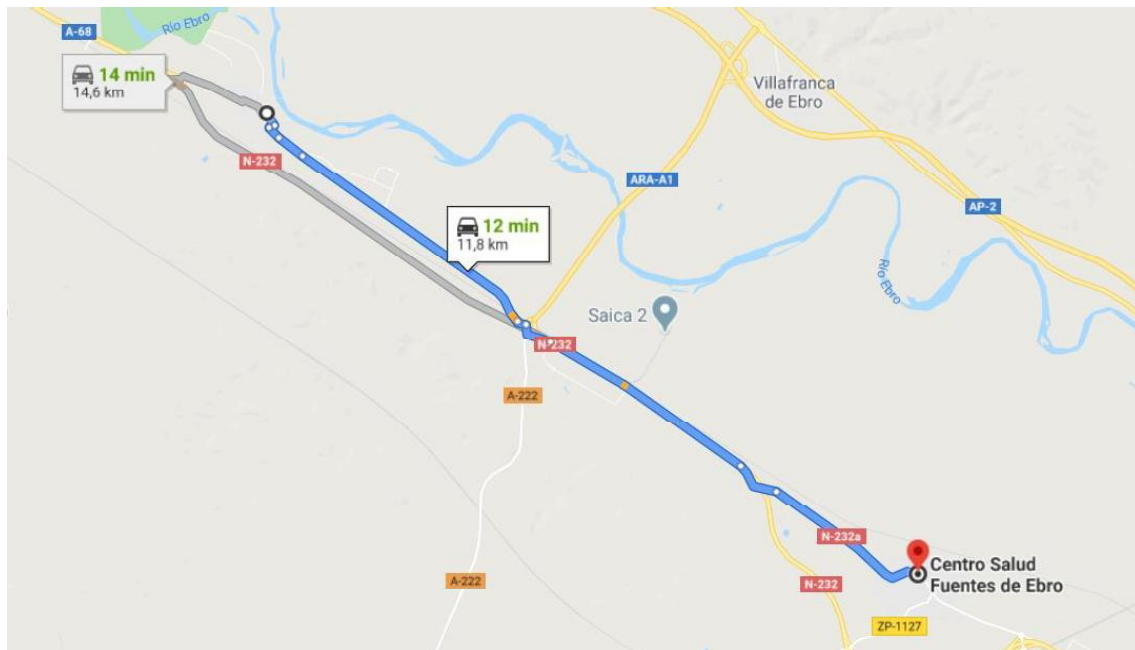 A-68
Río Ebro
14 min
14,6 km
Villafranca
de Ebro
N-232
ARA-A1
AP-2
12 min
11,8 km
Río Ebro
Saica 2
N-232
A-222
N-232a
Centro Salud
Fuentes de Ebro
A-222
N-232
ZP-1127